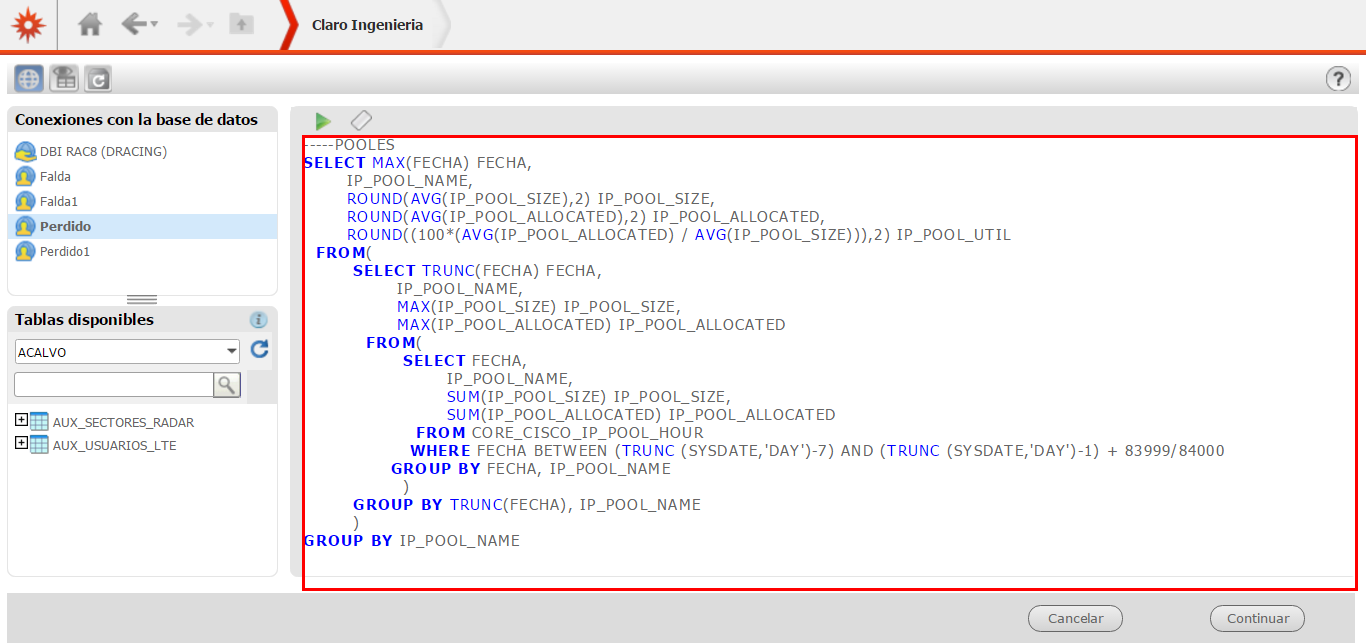 Claro Ingenieria
?
Conexiones con la base de datos
DBI RAC8 (DRACING)
Falda
Falda1
Perdido
Perdido1
Tablas disponibles
i
ACALVO
AUX_SECTORES_RADAR
AUX_USUARIOS_LTE
-----POOLES
SELECT MAX(FECHA) FECHA,
IP_POOL_NAME,
ROUND(AVG(IP_POOL_SIZE),2) IP_POOL_SIZE,
ROUND(AVG(IP_POOL_ALLOCATED),2) IP_POOL_ALLOCATED,
ROUND((100*(AVG(IP_POOL_ALLOCATED) / AVG(IP_POOL_SIZE))),2) IP_POOL_UTIL
FROM(
SELECT TRUNC(FECHA) FECHA,
IP_POOL_NAME,
MAX(IP_POOL_SIZE) IP_POOL_SIZE,
MAX(IP_POOL_ALLOCATED) IP_POOL_ALLOCATED
FROM(
SELECT FECHA,
IP_POOL_NAME,
SUM(IP_POOL_SIZE) IP_POOL_SIZE,
SUM(IP_POOL_ALLOCATED) IP_POOL_ALLOCATED
FROM CORE_CISCO_IP_POOL_HOUR
WHERE FECHA BETWEEN (TRUNC (SYSDATE,'DAY')-7) AND (TRUNC (SYSDATE,'DAY')-1) + 83999/84000
GROUP BY FECHA, IP_POOL_NAME
)
GROUP BY TRUNC(FECHA), IP_POOL_NAME
)
GROUP BY IP_POOL_NAME
Cancelar
Continuar